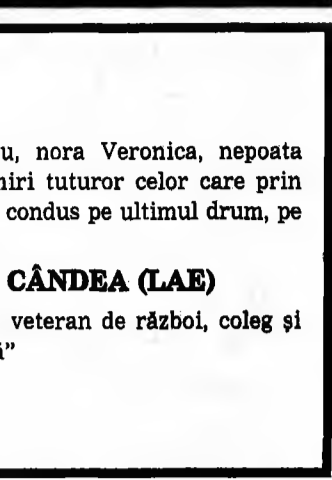 u, nora Veronica, nepoata
niri tuturor celor care prin
condus pe ultimul drum, pe
CÂNDEA (LAE)
veteran de război, coleg și
ă”